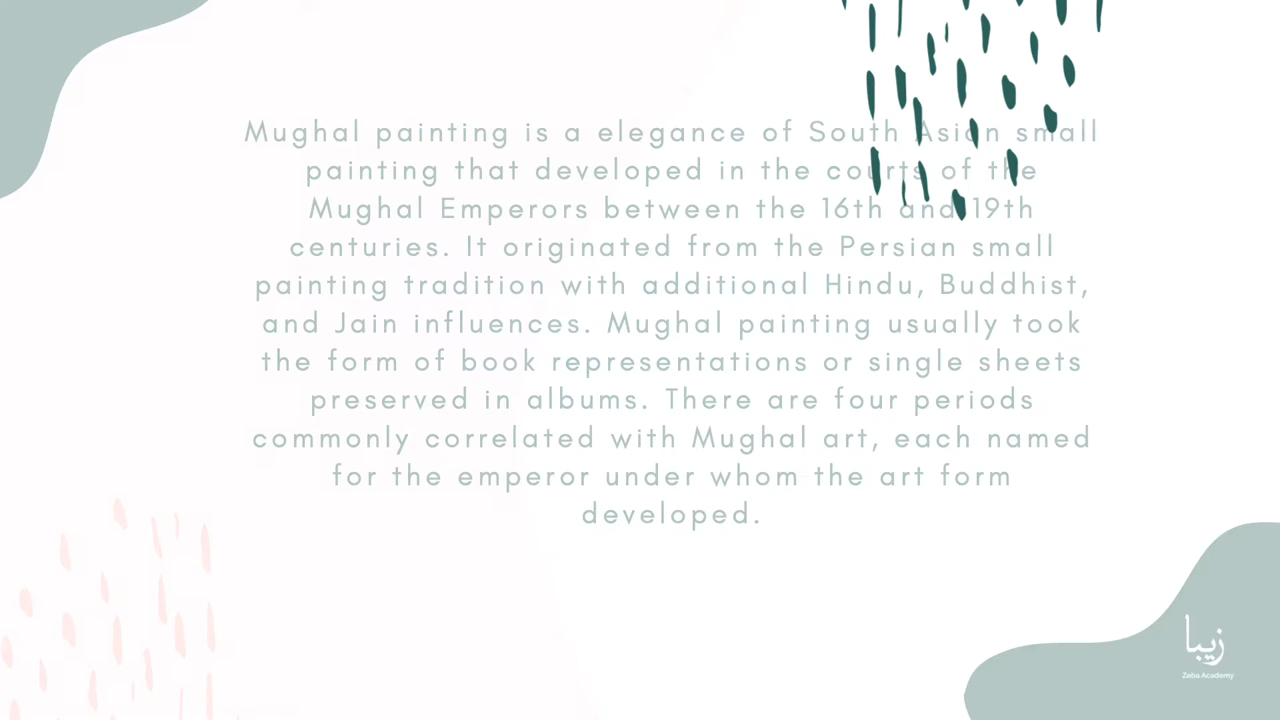 Mughal painting is a elegance of South Asian small
painting that developed in the courts of the
Mughal Emperors between the 16th and 19th
centuries. It originated from the Persian small
painting tradition with additional Hindu, Buddhist,
and Jain influences. Mughal painting usually took
the form of book representations or single sheets
preserved in albums. There are four periods
commonly correlated with Mughal art, each named
for the emperor under whom the art form
developed.
زیبا
Zeba Academy